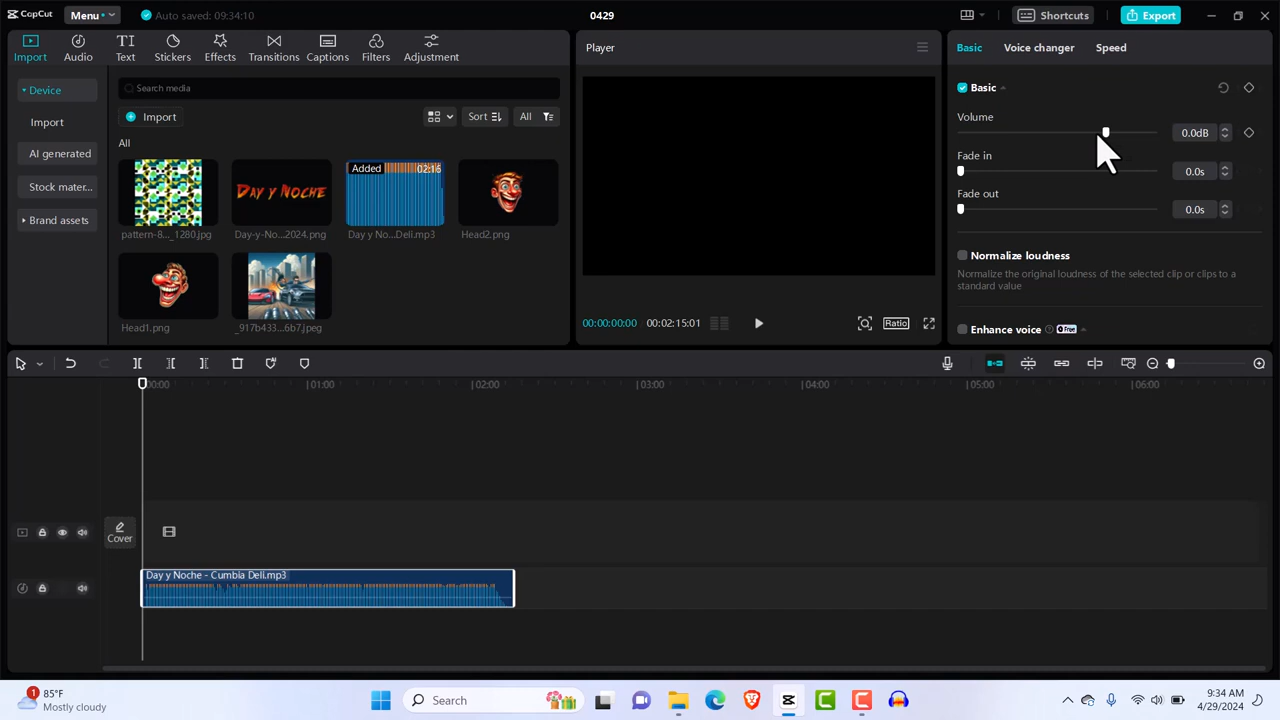 CapCut
Menu
Auto saved: 09:34:10
0429
Shortcuts
Export
Import
Audio
Text
Stickers
Effects
Transitions
Captions
Filters
Adjustment
Device
Import
AI generated
Stock mater...
Brand assets
Search media
Import
Sort
All
All
Added
02:16
pattern-8..._1280.jpg
DAY Y NOCHE
Day-y-No...2024.png
Day y No...Deli.mp3
Head2.png
Head1.png
_917b433...6b7.jpeg
Player
00:00:00:00
00:02:15:01
Ratio
Basic
Voice changer
Speed
Basic
Volume
0.0dB
Fade in
0.0s
Fade out
0.0s
Normalize loudness
Normalize the original loudness of the selected clip or clips to a
standard value
Enhance voice
Free
00:00
01:00
02:00
03:00
04:00
05:00
06:00
Cover
Day y Noche - Cumbia Deli.mp3
1
85°F
Mostly cloudy
Search
9:34 AM
4/29/2024